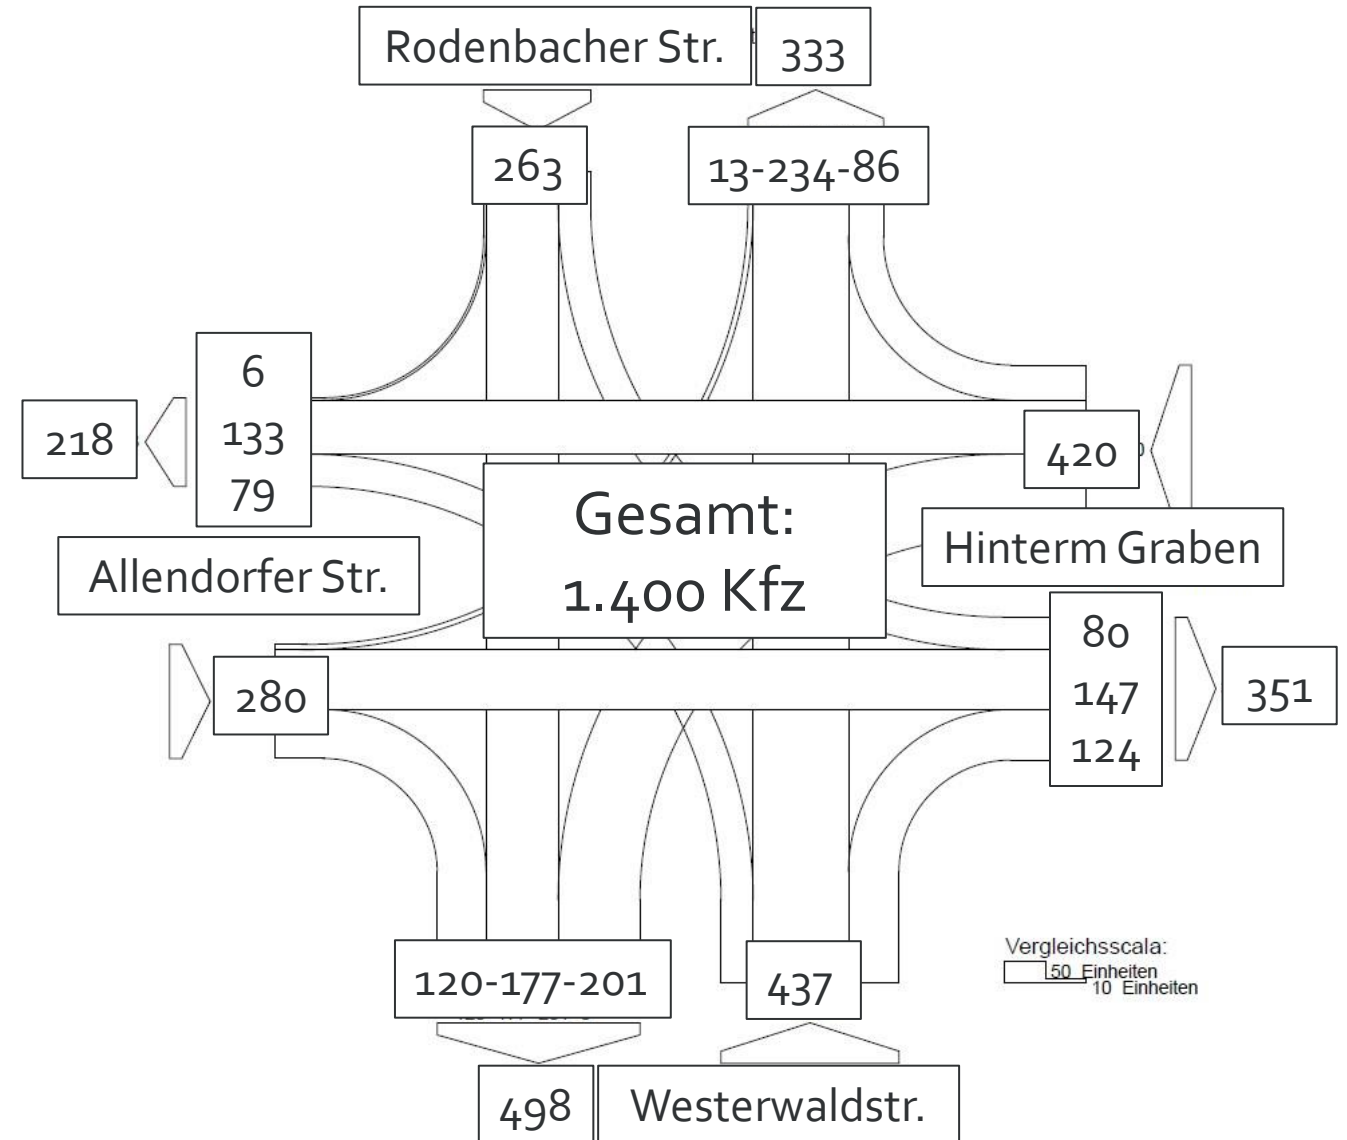 Rodenbacher Str.
333
263
13-234-86
6
133
79
218
420
Gesamt:
1.400 Kfz
Hinterm Graben
Allendorfer Str.
280
80
147
124
351
120-177-201
437
Vergleichsscala:
50 Einheiten
10 Einheiten
498
Westerwaldstr.